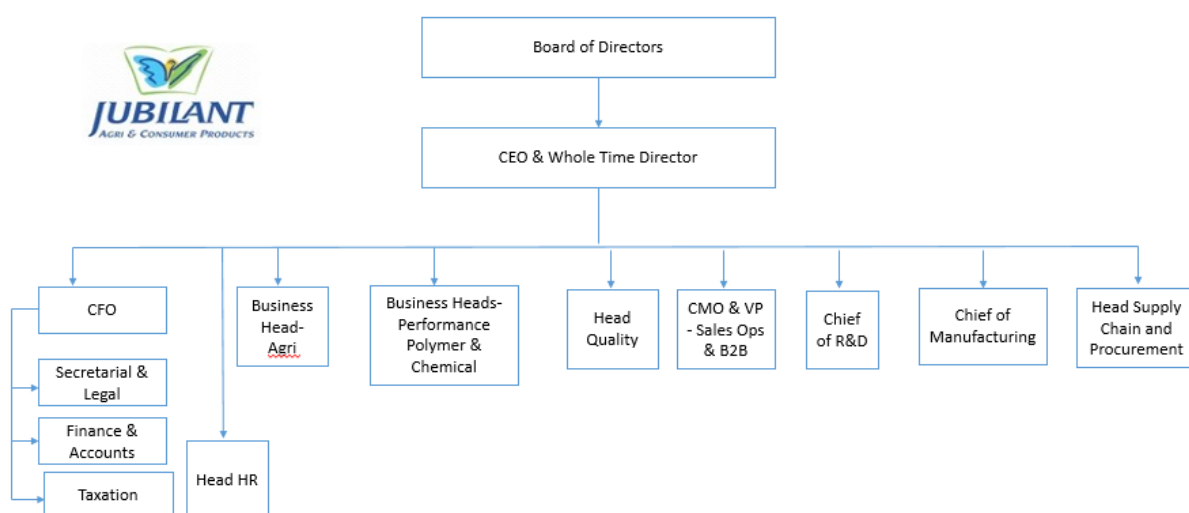 JUBILANT
AGRI & CONSUMER PRODUCTS
Board of Directors
CEO & Whole Time Director
CFO
Secretarial &
Legal
Finance &
Accounts
Taxation
Head HR
Business
Head-
Agri
Business Heads-
Performance
Polymer &
Chemical
Head
Quality
CMO & VP
- Sales Ops
& B2B
Chief
of R&D
Chief of
Manufacturing
Head Supply
Chain and
Procurement